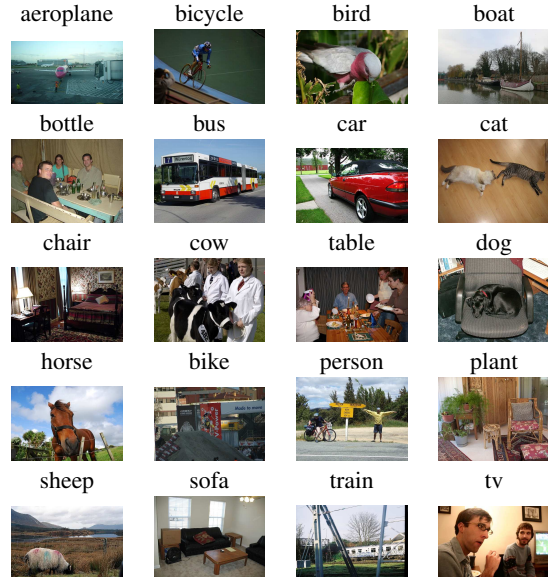 aeroplane bicycle bird boat
bottle bus car cat
chair cow table dog
horse bike person plant
sheep sofa train tv